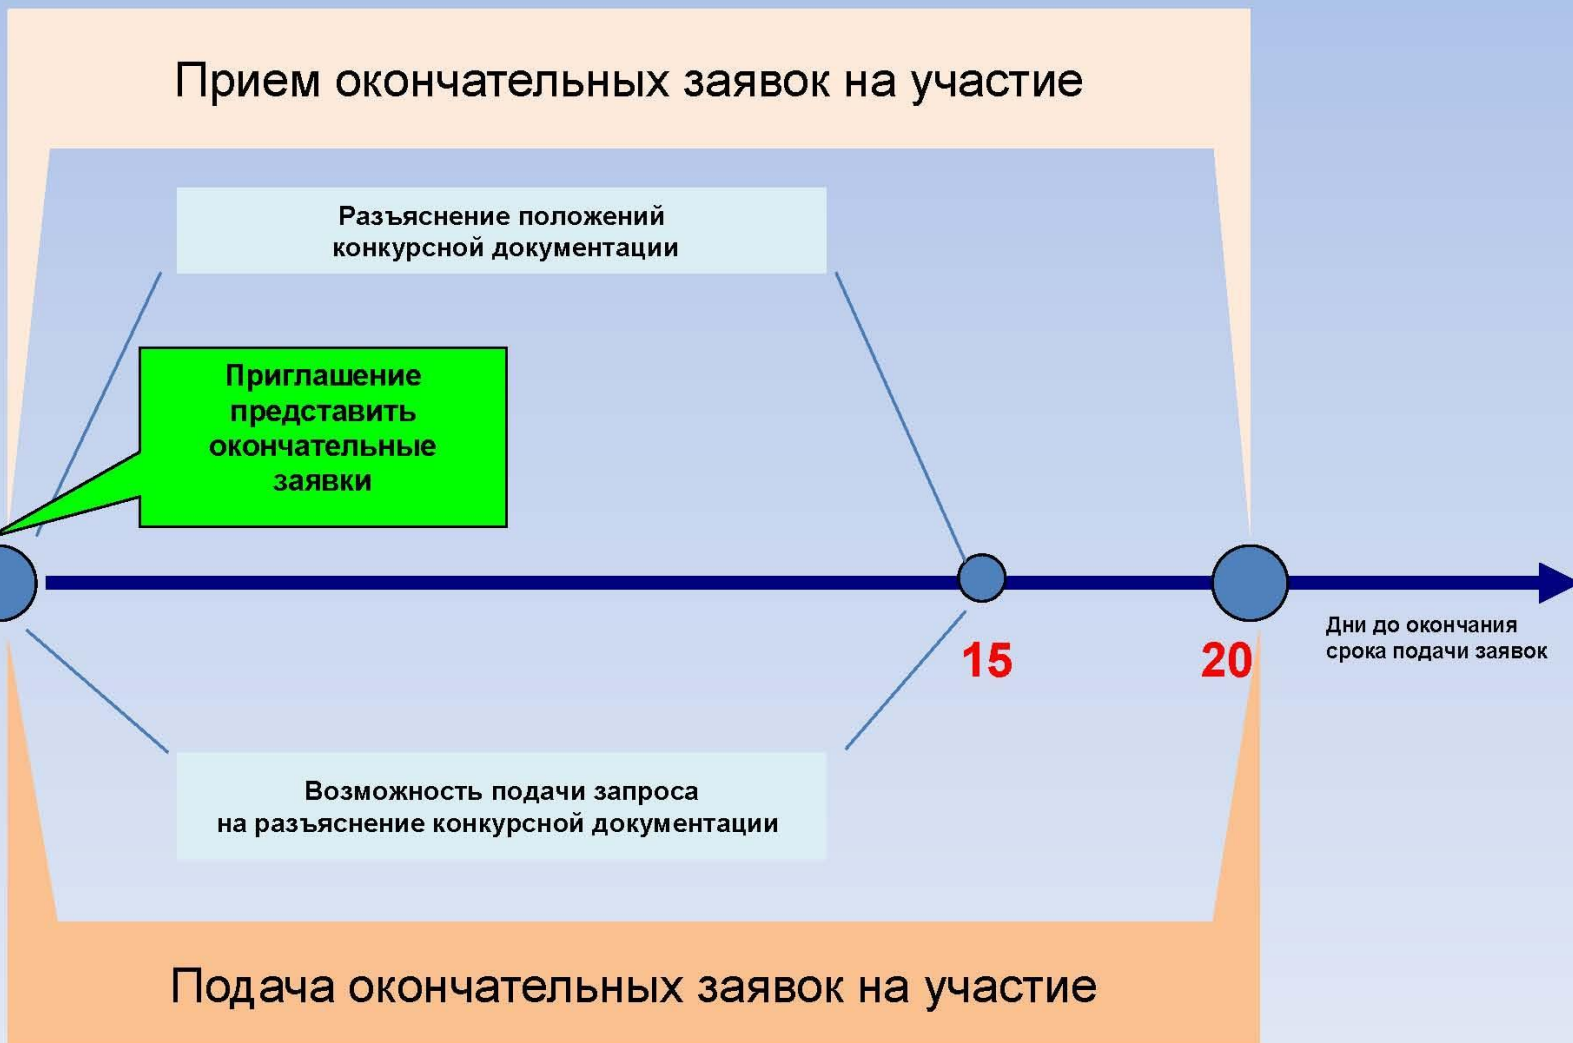 Прием окончательных заявок на участие
Разъяснение положений
конкурсной документации
Приглашение
представить
окончательные
заявки
15
20
Дни до окончания
срока подачи заявок
Возможность подачи запроса
на разъяснение конкурсной документации
Подача окончательных заявок на участие